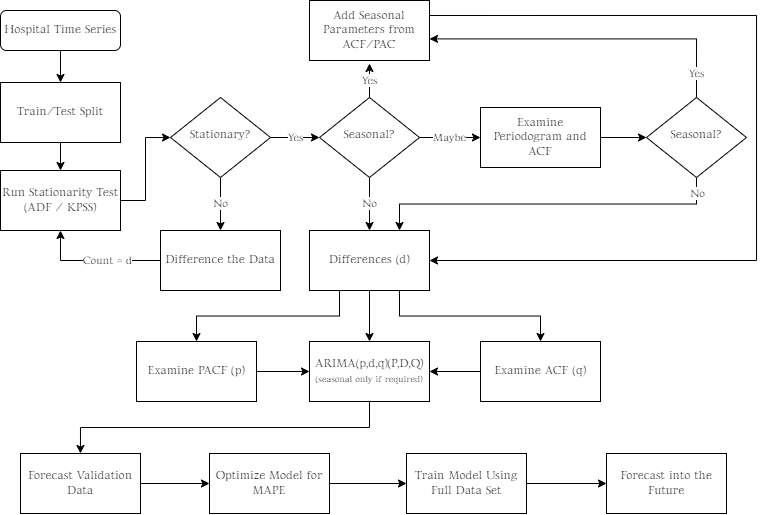 Hospital Time Series
Add Seasonal
Parameters from
ACF/PAC
Yes
Yes
Train/Test Split
Stationary?
Yes
Seasonal?
Maybe
Examine
Periodogram and
ACF
Seasonal?
Run Stationarity Test
(ADF / KPSS)
No
No
No
Count = d
Difference the Data
Differences (d)
Examine PACF (p)
ARIMA(p,d,q)(P,D,Q)
(seasonal only if required)
Examine ACF (q)
Forecast Validation
Data
Optimize Model for
MAPE
Train Model Using
Full Data Set
Forecast into the
Future